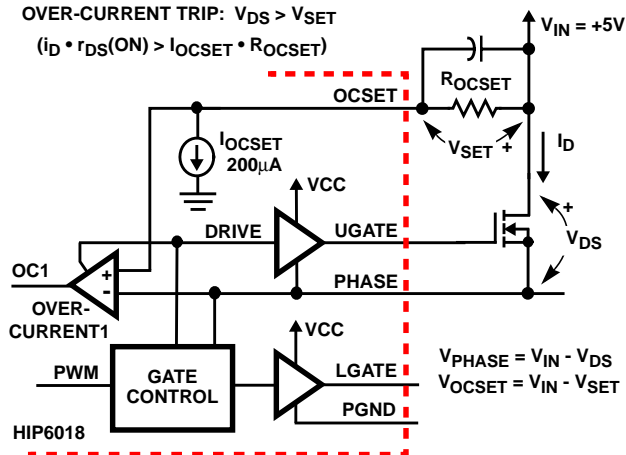 OVER-CURRENT TRIP: VDS > VSET
(iD • rDS(ON) > IOCSET • ROCSET)
VIN = +5V
ROCSET
OCSET
VSET +
ID
IOCSET
200μA
VCC
DRIVE
UGATE
+
VDS
OC1
+
-
PHASE
OVER-
CURRENT1
VCC
PWM
GATE
CONTROL
LGATE
PGND
VPHASE = VIN - VDS
VOCSET = VIN - VSET
HIP6018